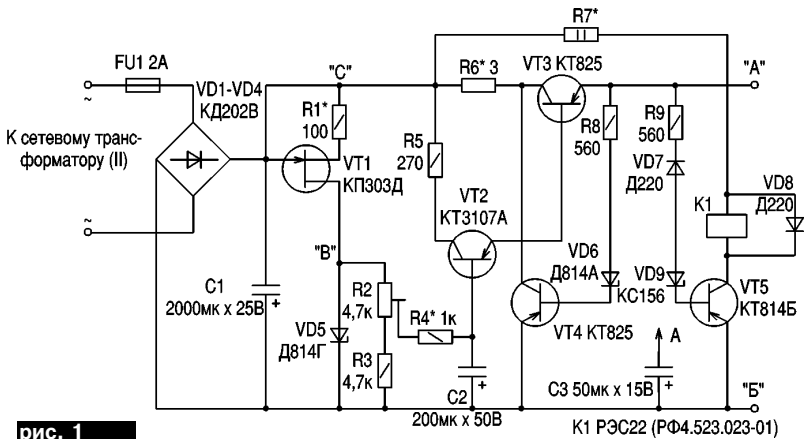 R7*
FU1 2A
VD1-VD4
КД202В
"С"
R6* 3
VT3 КТ825
"А"
~
К сетевому транс-
форматору (II)
~
R1*
100
VT1
КП303Д
R5
270
R8
560
R9
560
VD7
Д220
VD8
Д220
K1
VT2
КТ3107А
"В"
VD6
Д814А
VD9
КС156
VT5
КТ814Б
C1
2000мк х 25В
+
R2
4,7к
R4* 1к
VT4 КТ825
А
VD5
Д814Г
R3
4,7к
C2
200мк х 50В
+
C3 50мк х 15В
+
"Б"
рис. 1
К1 РЭС22 (РФ4.523.023-01)